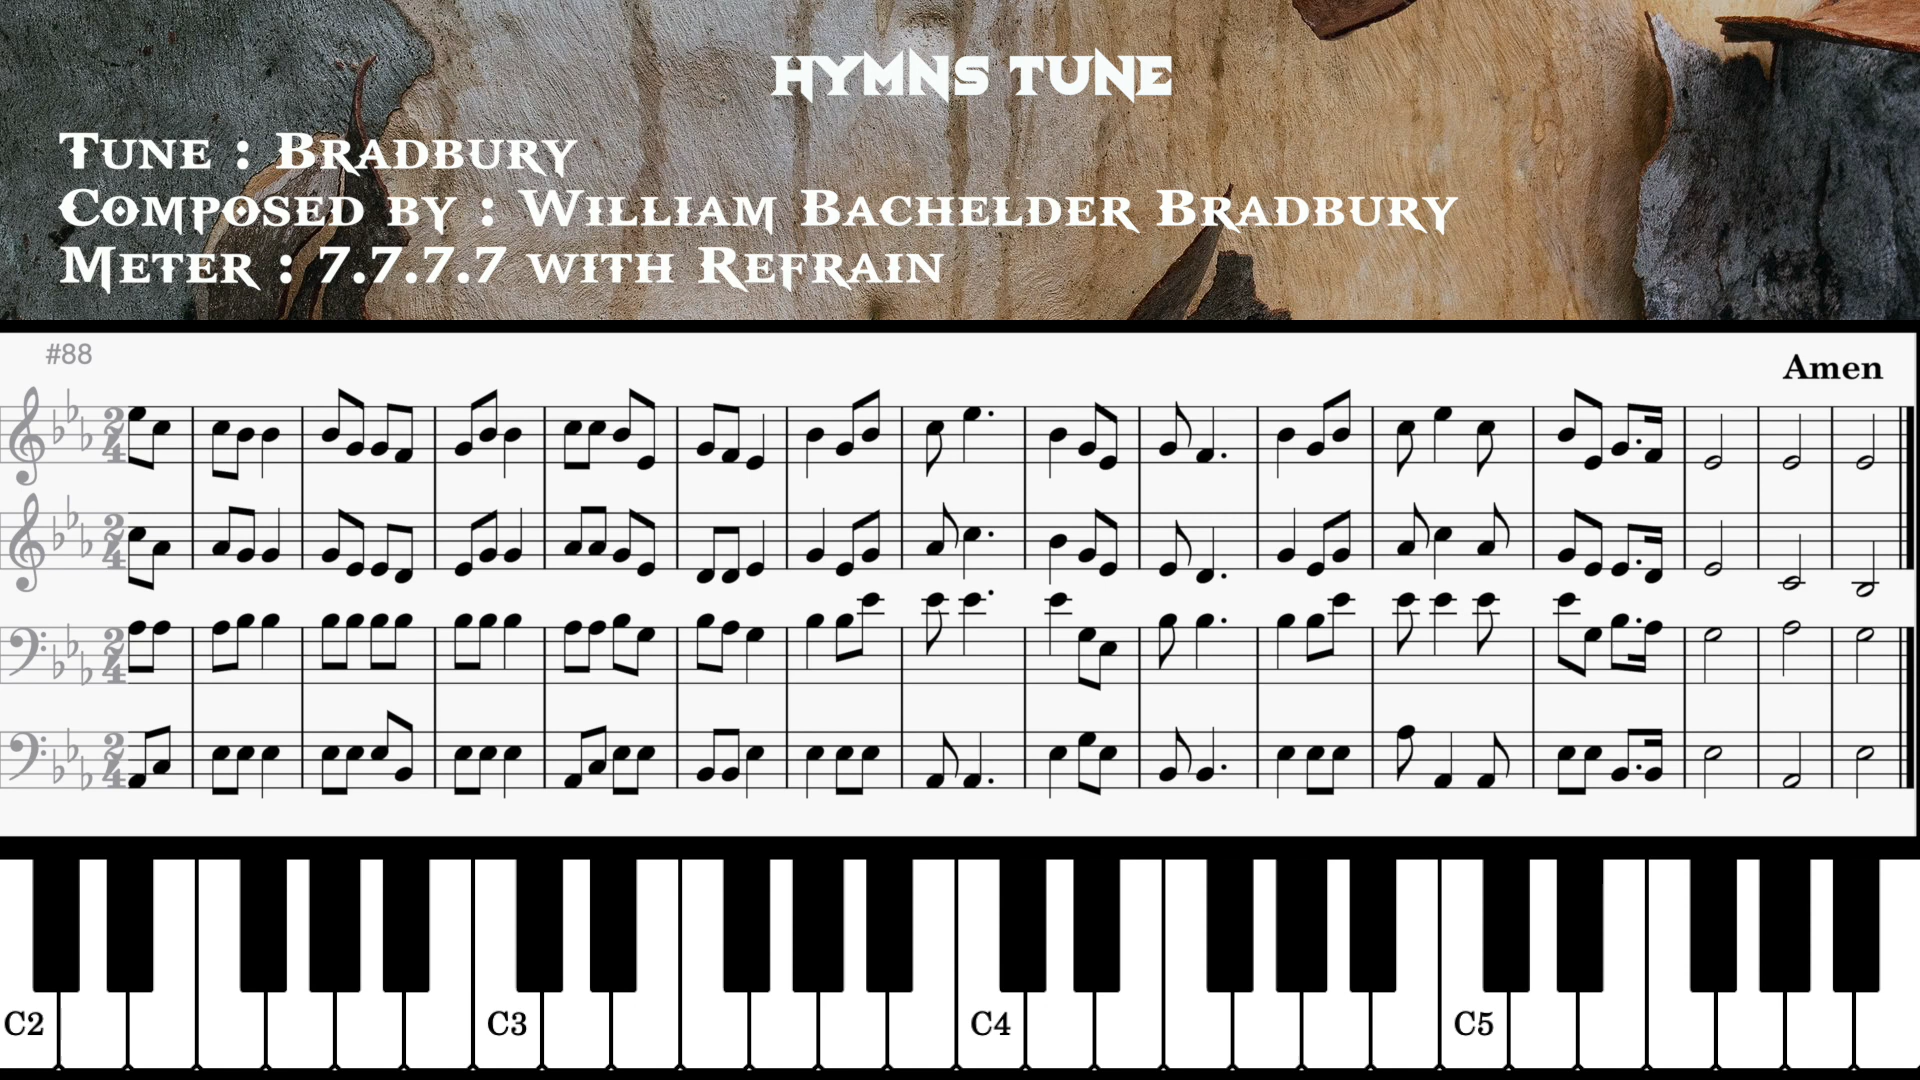 HYMNS TUNE
Tune : Bradbury
Composed by : William Bachelder Bradbury
Meter : 7.7.7.7 with Refrain
#88
Amen
C2 C3 C4 C5